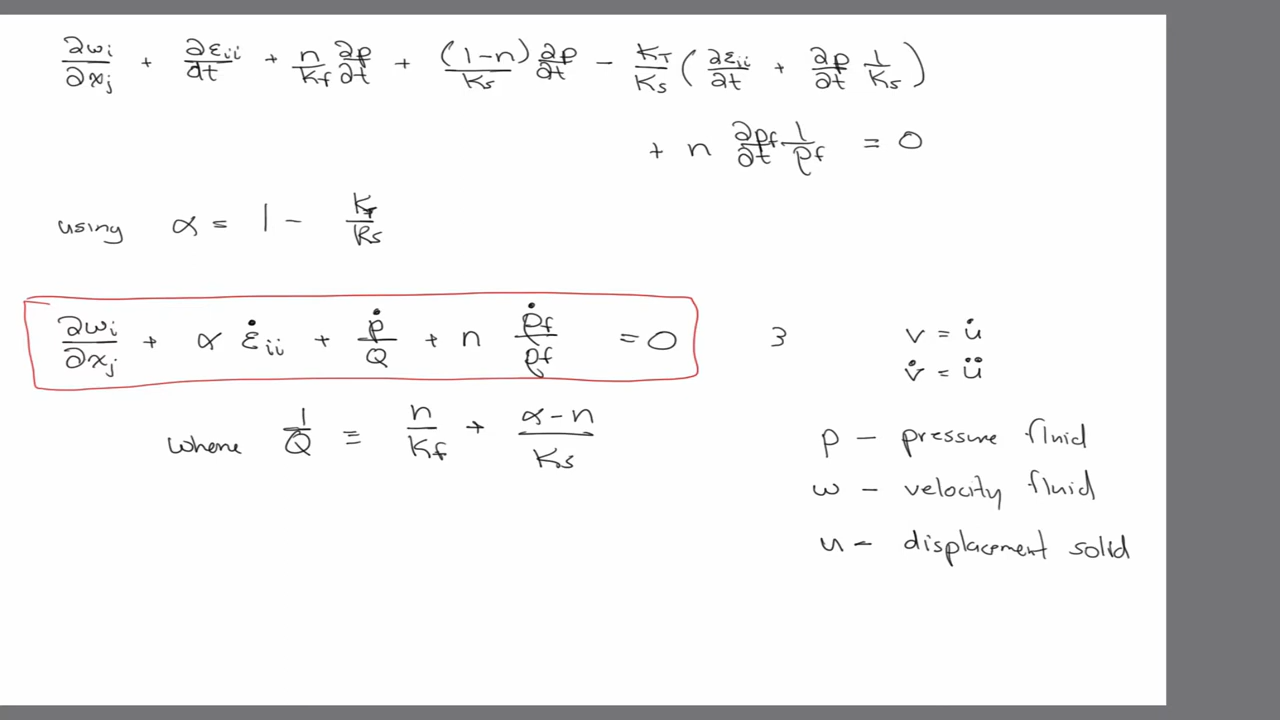 ∂wᵢ/∂xⱼ + ∂εᵢᵢ/∂t + n/K_f ∂p/∂t + (1-n)/K_s ∂p/∂t - K_T/K_s (∂εᵢᵢ/∂t + ∂p/∂t 1/K_s)
+ n ∂ρ_f/∂t 1/ρ_f = 0
using α = 1 - K_T/K_s
∂wᵢ/∂xⱼ + α ε̇ᵢᵢ + ṗ/Q + n ρ̇_f/ρ_f = 0 3
v = u̇
v̇ = ü
where 1/Q ≡ n/K_f + (α-n)/K_s
p - pressure fluid
w - velocity fluid
u - displacement solid